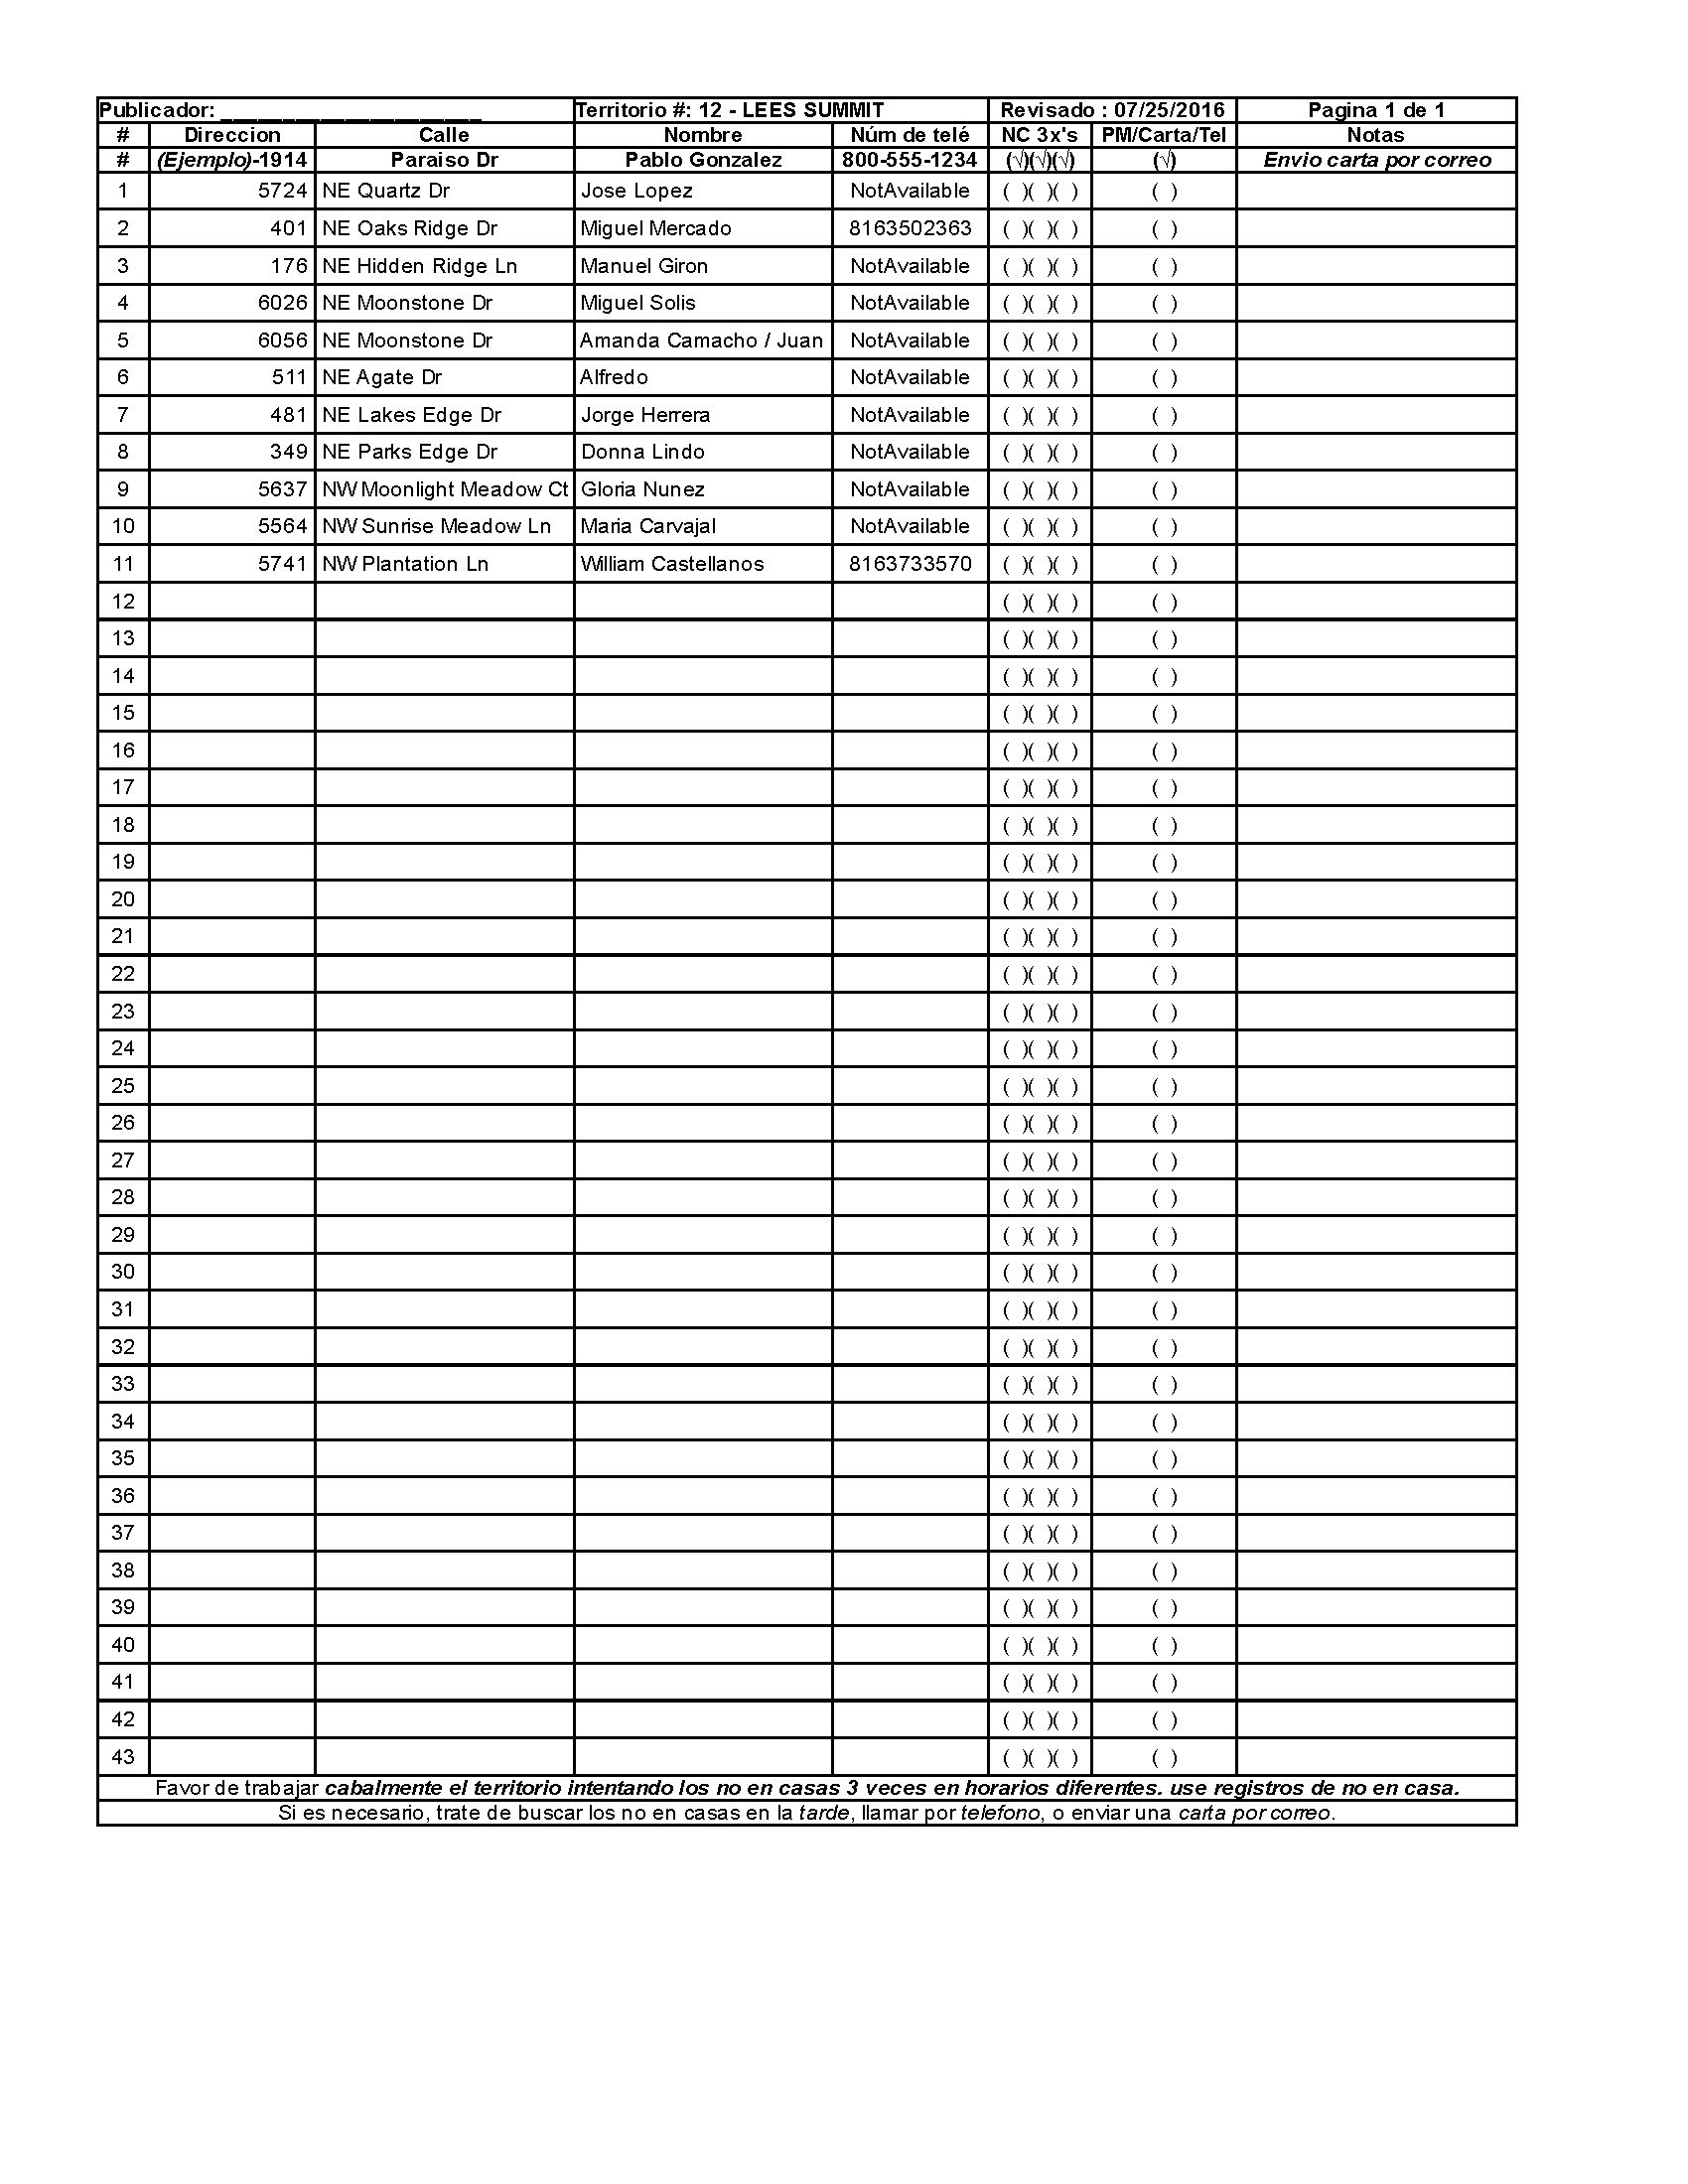 Publicador: _____________________ Territorio #: 12 - LEES SUMMIT Revisado : 07/25/2016 Pagina 1 de 1
# Direccion Calle Nombre Núm de telé NC 3x's PM/Carta/Tel Notas
# (Ejemplo)-1914 Paraiso Dr Pablo Gonzalez 800-555-1234 (√)(√)(√) (√) Envio carta por correo
1 5724 NE Quartz Dr Jose Lopez NotAvailable ( )( )( ) ( )
2 401 NE Oaks Ridge Dr Miguel Mercado 8163502363 ( )( )( ) ( )
3 176 NE Hidden Ridge Ln Manuel Giron NotAvailable ( )( )( ) ( )
4 6026 NE Moonstone Dr Miguel Solis NotAvailable ( )( )( ) ( )
5 6056 NE Moonstone Dr Amanda Camacho / Juan NotAvailable ( )( )( ) ( )
6 511 NE Agate Dr Alfredo NotAvailable ( )( )( ) ( )
7 481 NE Lakes Edge Dr Jorge Herrera NotAvailable ( )( )( ) ( )
8 349 NE Parks Edge Dr Donna Lindo NotAvailable ( )( )( ) ( )
9 5637 NW Moonlight Meadow Ct Gloria Nunez NotAvailable ( )( )( ) ( )
10 5564 NW Sunrise Meadow Ln Maria Carvajal NotAvailable ( )( )( ) ( )
11 5741 NW Plantation Ln William Castellanos 8163733570 ( )( )( ) ( )
12 ( )( )( ) ( )
13 ( )( )( ) ( )
14 ( )( )( ) ( )
15 ( )( )( ) ( )
16 ( )( )( ) ( )
17 ( )( )( ) ( )
18 ( )( )( ) ( )
19 ( )( )( ) ( )
20 ( )( )( ) ( )
21 ( )( )( ) ( )
22 ( )( )( ) ( )
23 ( )( )( ) ( )
24 ( )( )( ) ( )
25 ( )( )( ) ( )
26 ( )( )( ) ( )
27 ( )( )( ) ( )
28 ( )( )( ) ( )
29 ( )( )( ) ( )
30 ( )( )( ) ( )
31 ( )( )( ) ( )
32 ( )( )( ) ( )
33 ( )( )( ) ( )
34 ( )( )( ) ( )
35 ( )( )( ) ( )
36 ( )( )( ) ( )
37 ( )( )( ) ( )
38 ( )( )( ) ( )
39 ( )( )( ) ( )
40 ( )( )( ) ( )
41 ( )( )( ) ( )
42 ( )( )( ) ( )
43 ( )( )( ) ( )
Favor de trabajar cabalmente el territorio intentando los no en casas 3 veces en horarios diferentes. use registros de no en casa.
Si es necesario, trate de buscar los no en casas en la tarde, llamar por telefono, o enviar una carta por correo.